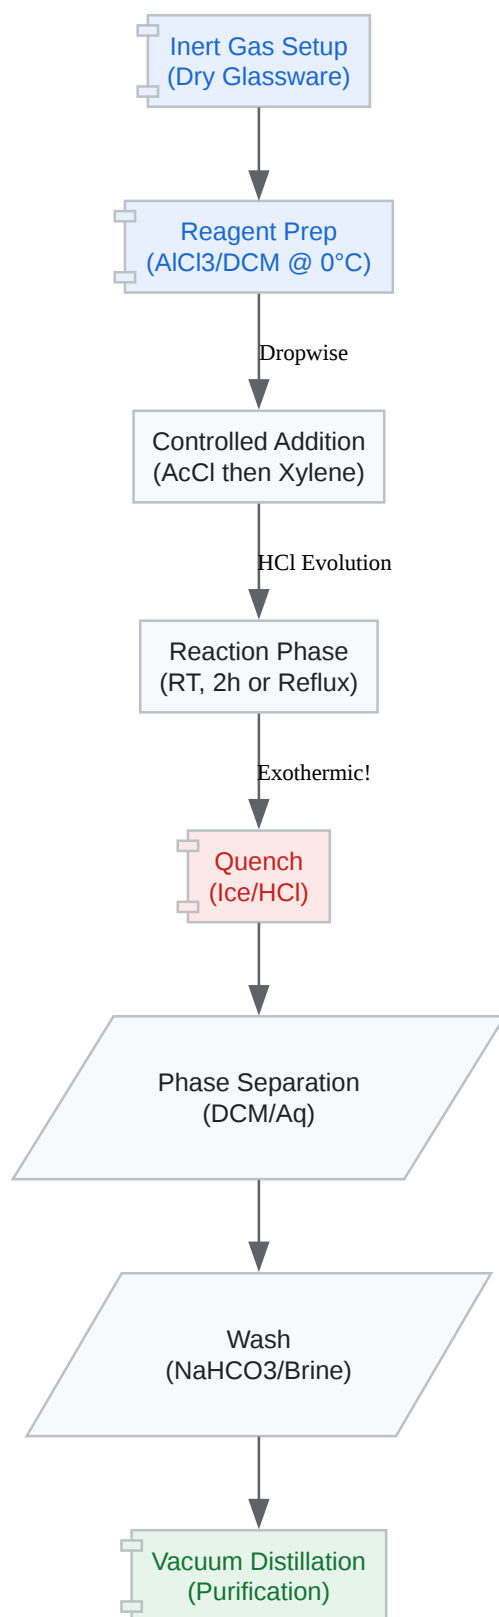 Inert Gas Setup
(Dry Glassware)
Reagent Prep
(AlCl3/DCM @ 0°C)
Dropwise
Controlled Addition
(AcCl then Xylene)
HCl Evolution
Reaction Phase
(RT, 2h or Reflux)
Exothermic!
Quench
(Ice/HCl)
Phase Separation
(DCM/Aq)
Wash
(NaHCO3/Brine)
Vacuum Distillation
(Purification)